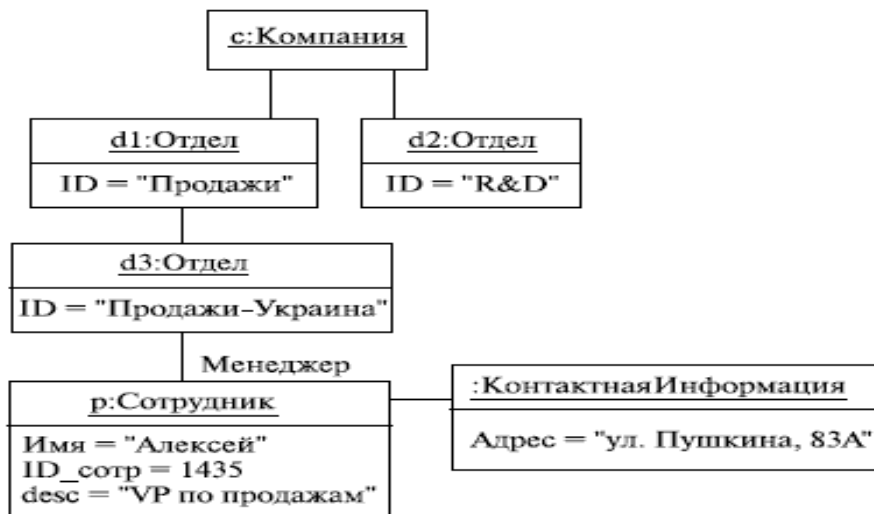 c:Компания
d1:Отдел
ID = "Продажи"
d2:Отдел
ID = "R&D"
d3:Отдел
ID = "Продажи-Украина"
Менеджер
p:Сотрудник
Имя = "Алексей"
ID_сотр = 1435
desc = "VP по продажам"
:КонтактнаяИнформация
Адрес = "ул. Пушкина, 83А"